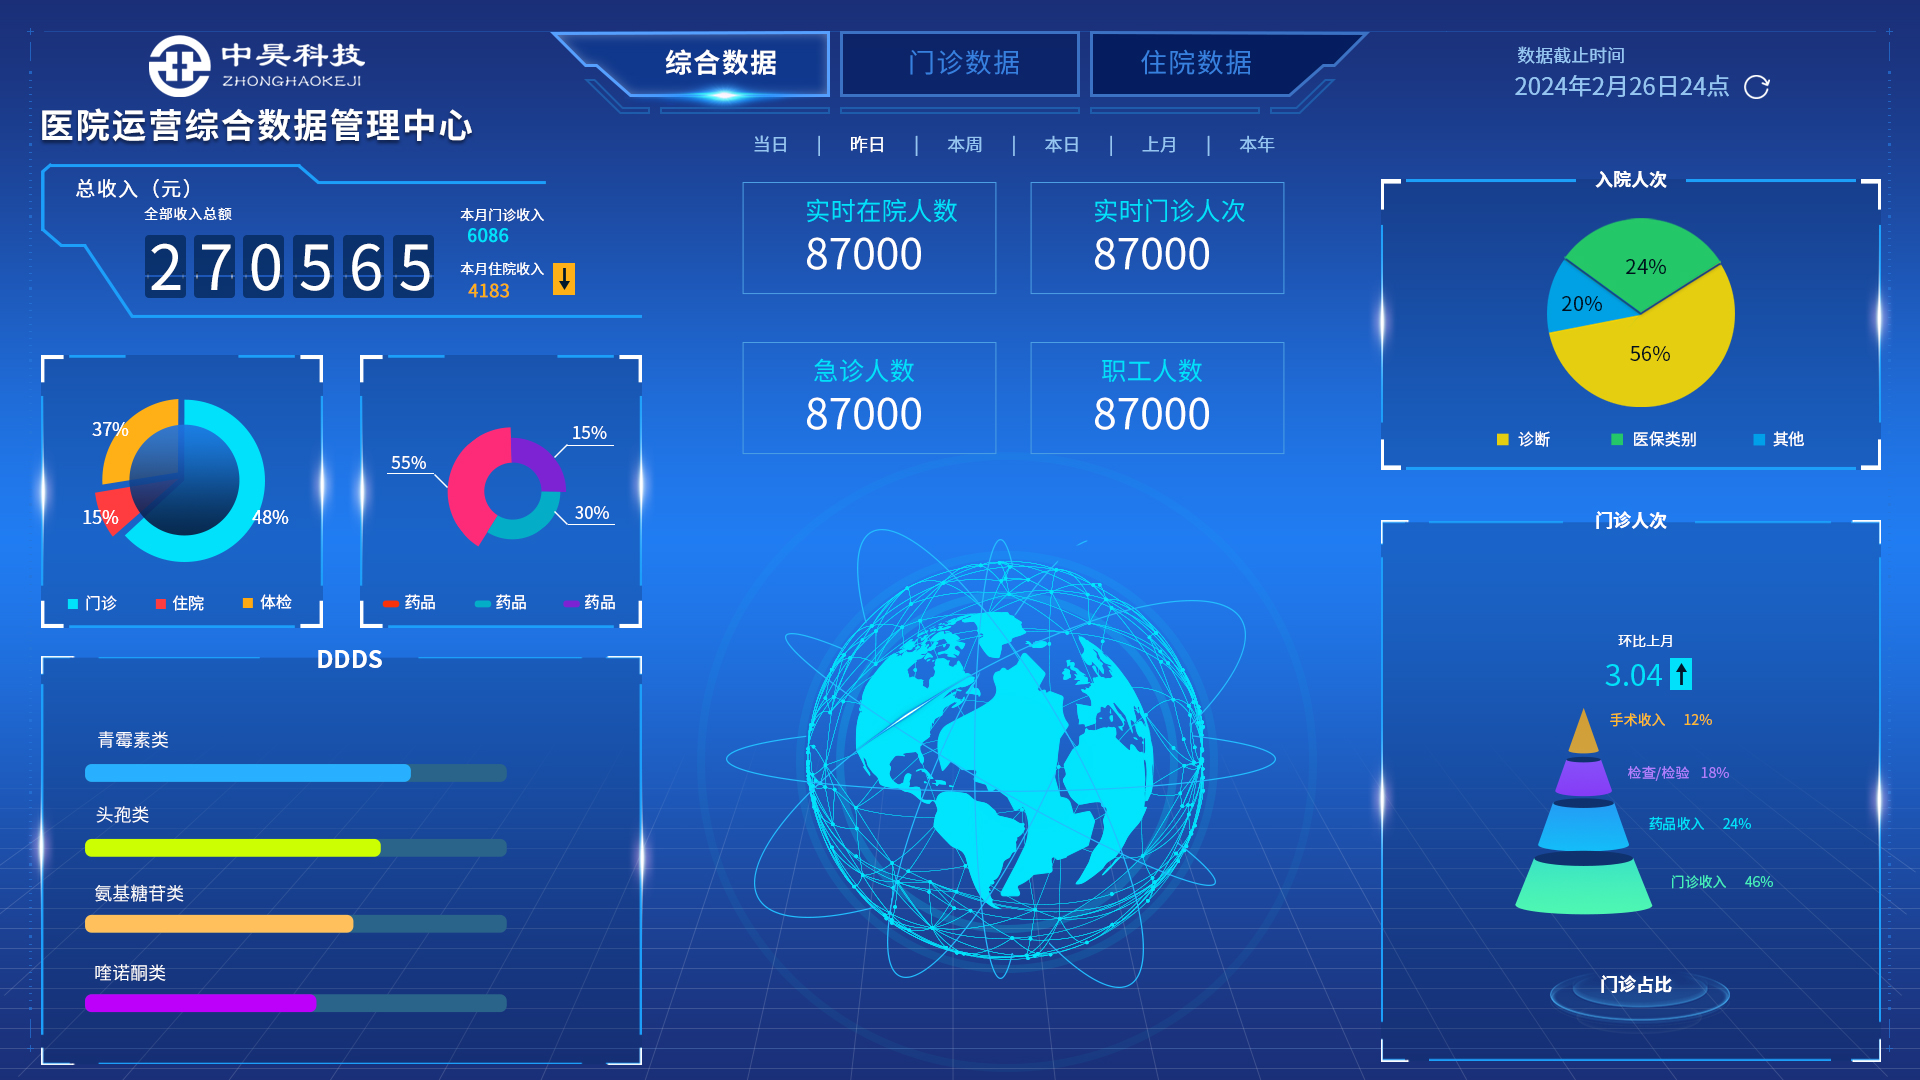 中昊科技
ZHONGHAOKEJI
医院运营综合数据管理中心
综合数据
门诊数据
住院数据
数据截止时间
2024年2月26日24点
当日 | 昨日 | 本周 | 本日 | 上月 | 本年
总收入（元）
全部收入总额
270565
本月门诊收入
6086
本月住院收入
4183
实时在院人数
87000
实时门诊人次
87000
急诊人数
87000
职工人数
87000
37%
15%
48%
门诊
住院
体检
15%
55%
30%
药品
药品
药品
DDDS
青霉素类
头孢类
氨基糖苷类
喹诺酮类
入院人次
24%
20%
56%
诊断
医保类别
其他
门诊人次
环比上月
3.04
手术收入 12%
检查/检验 18%
药品收入 24%
门诊收入 46%
门诊占比